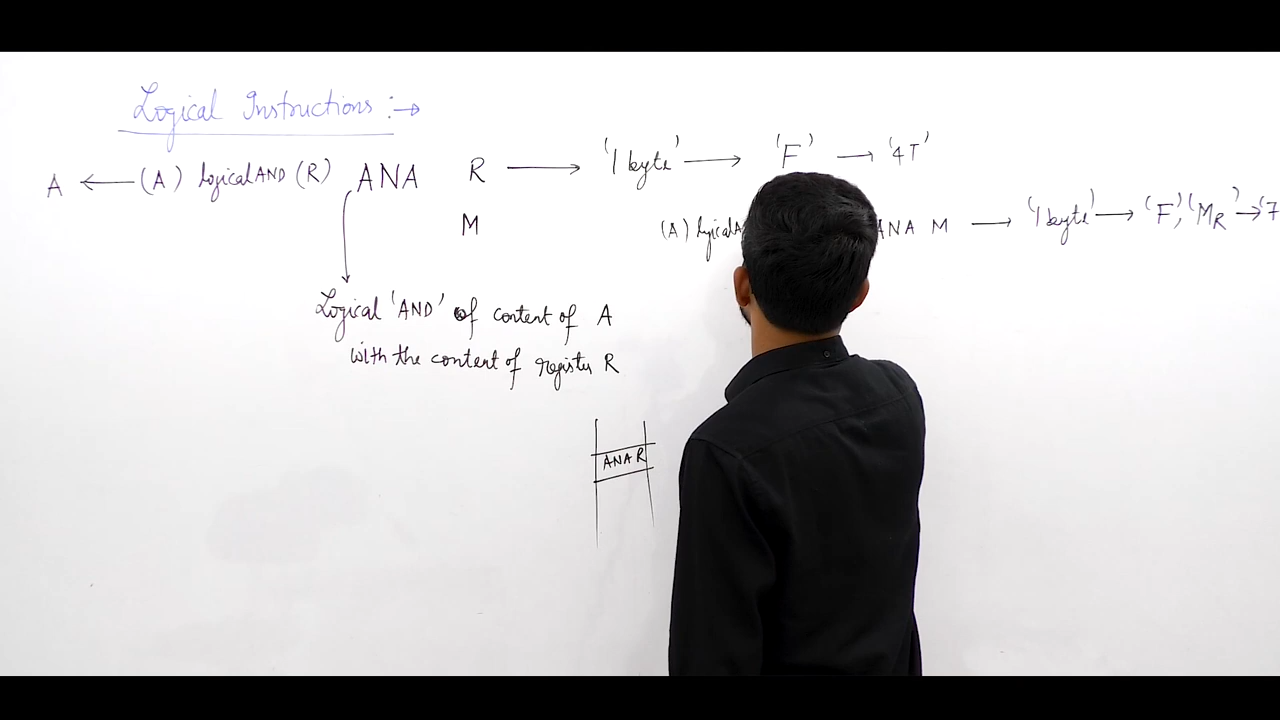 Logical Instructions :→
A ← (A) logical AND (R) ANA R → '1 byte' → 'F' → '4T'
M (A) logical ANA M → '1 byte' → 'F', 'MR' → '7
Logical 'AND' of content of A
with the content of register R
ANA R